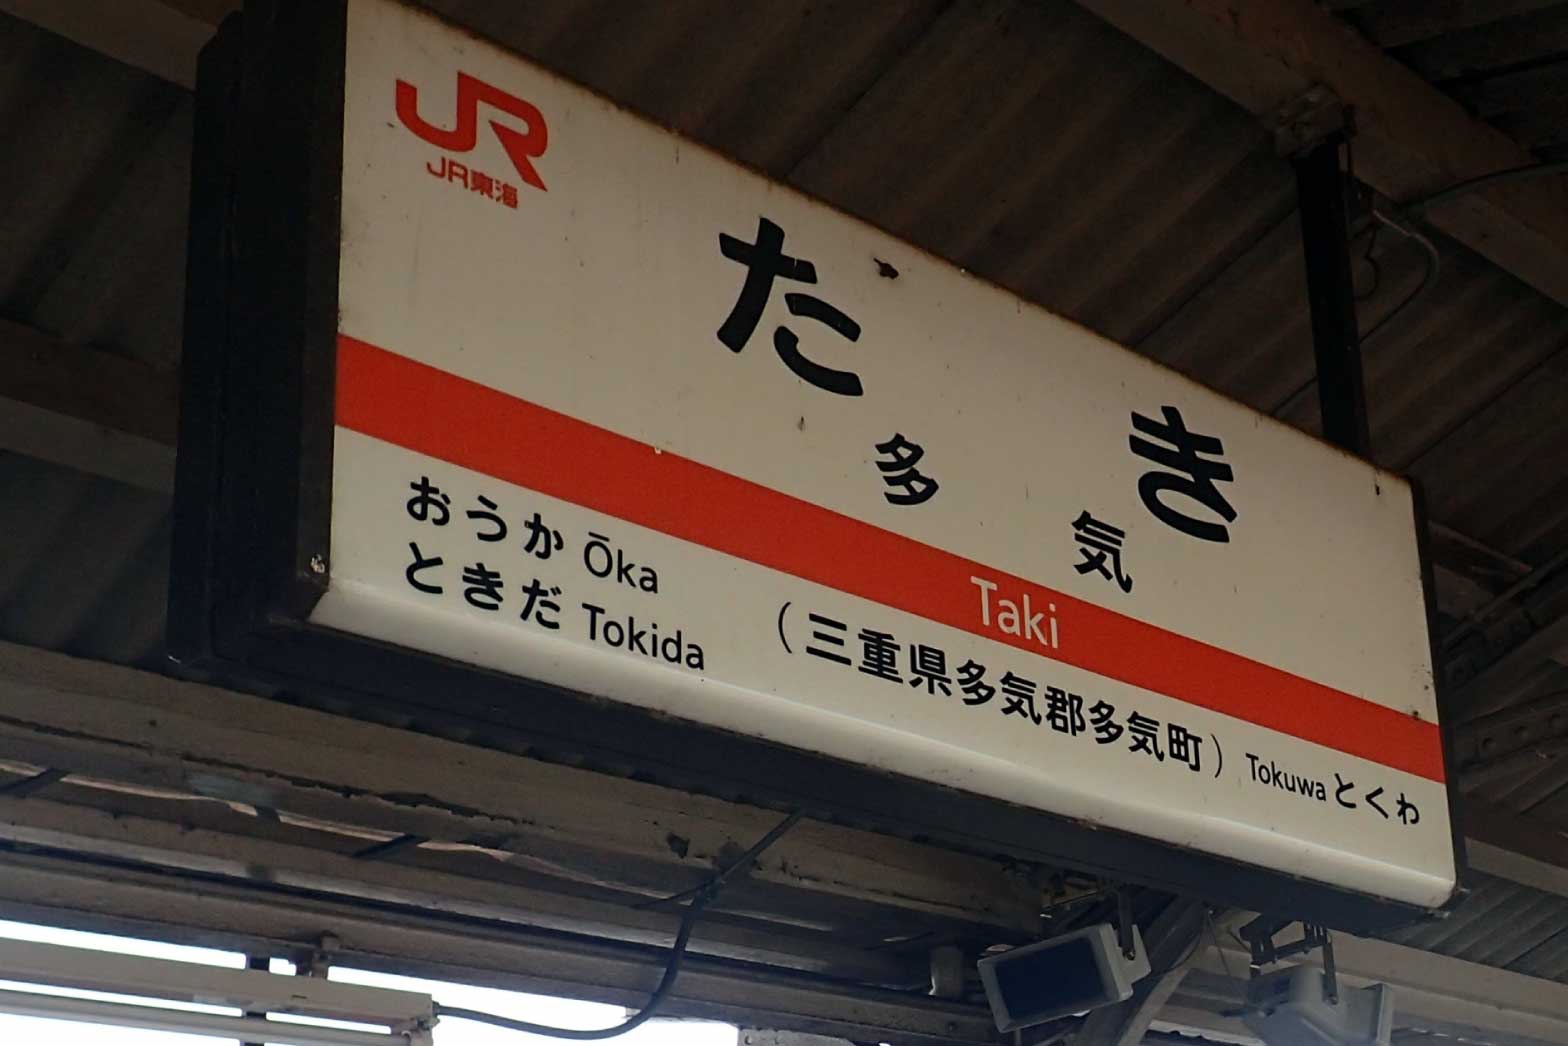 JR
JR東海
たき
多気
Taki
おうか Ōka
ときだ Tokida
（三重県多気郡多気町）
Tokuwa とくわ